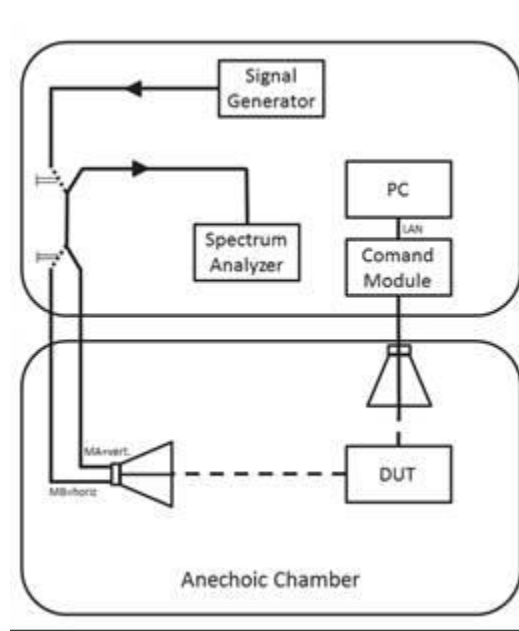 Signal
Generator
PC
LAN
Spectrum
Analyzer
Comand
Module
MA=vert.
MB=horiz
DUT
Anechoic Chamber